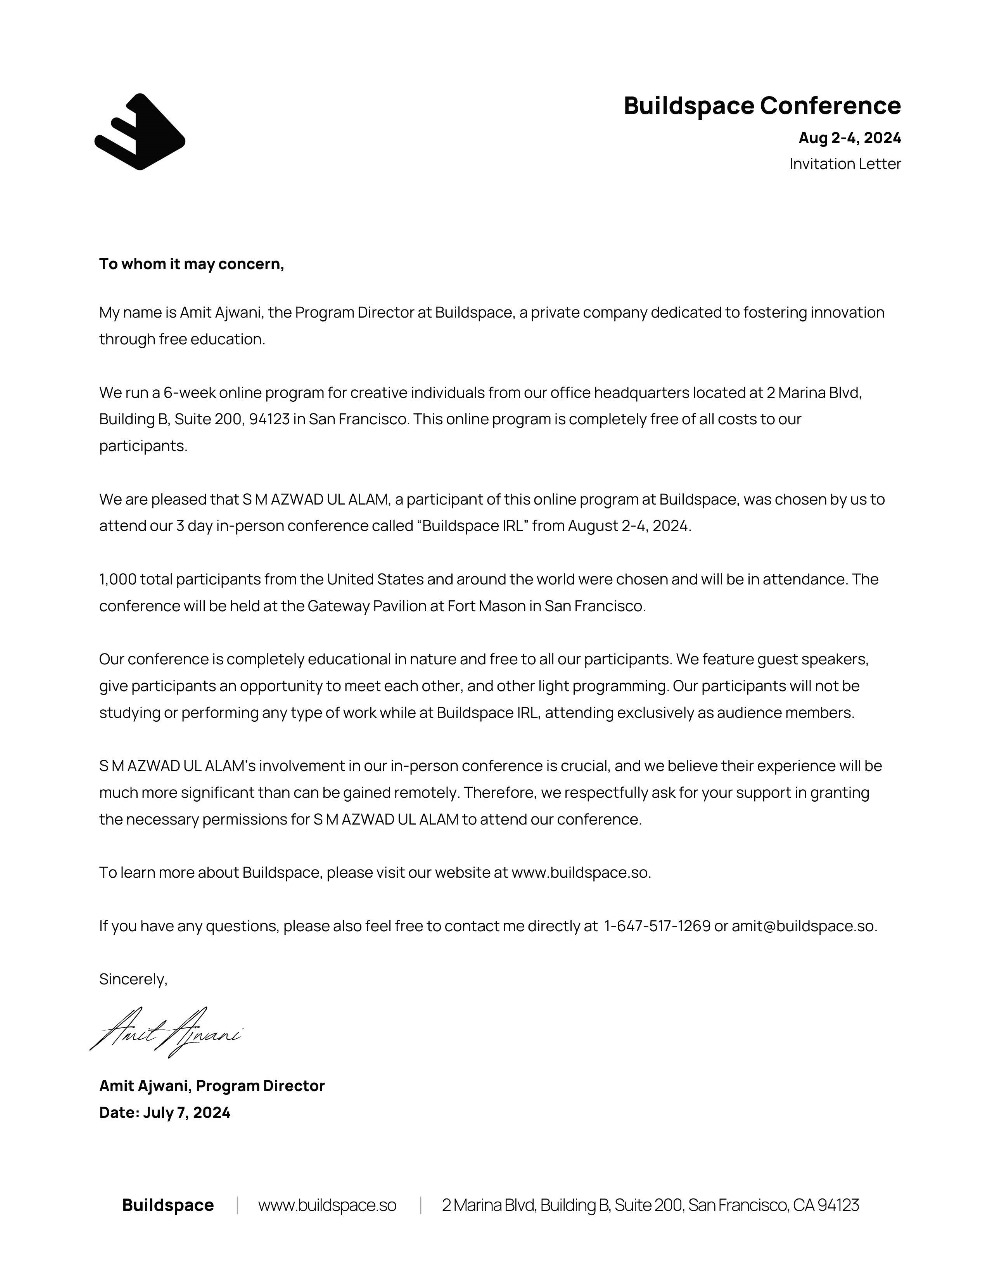 Buildspace Conference
Aug 2-4, 2024
Invitation Letter
To whom it may concern,
My name is Amit Ajwani, the Program Director at Buildspace, a private company dedicated to fostering innovation
through free education.
We run a 6-week online program for creative individuals from our office headquarters located at 2 Marina Blvd,
Building B, Suite 200, 94123 in San Francisco. This online program is completely free of all costs to our
participants.
We are pleased that S M AZWAD UL ALAM, a participant of this online program at Buildspace, was chosen by us to
attend our 3 day in-person conference called “Buildspace IRL” from August 2-4, 2024.
1,000 total participants from the United States and around the world were chosen and will be in attendance. The
conference will be held at the Gateway Pavilion at Fort Mason in San Francisco.
Our conference is completely educational in nature and free to all our participants. We feature guest speakers,
give participants an opportunity to meet each other, and other light programming. Our participants will not be
studying or performing any type of work while at Buildspace IRL, attending exclusively as audience members.
S M AZWAD UL ALAM's involvement in our in-person conference is crucial, and we believe their experience will be
much more significant than can be gained remotely. Therefore, we respectfully ask for your support in granting
the necessary permissions for S M AZWAD UL ALAM to attend our conference.
To learn more about Buildspace, please visit our website at www.buildspace.so.
If you have any questions, please also feel free to contact me directly at 1-647-517-1269 or amit@buildspace.so.
Sincerely,
Amit Ajwani
Amit Ajwani, Program Director
Date: July 7, 2024
Buildspace | www.buildspace.so | 2 Marina Blvd, Building B, Suite 200, San Francisco, CA 94123